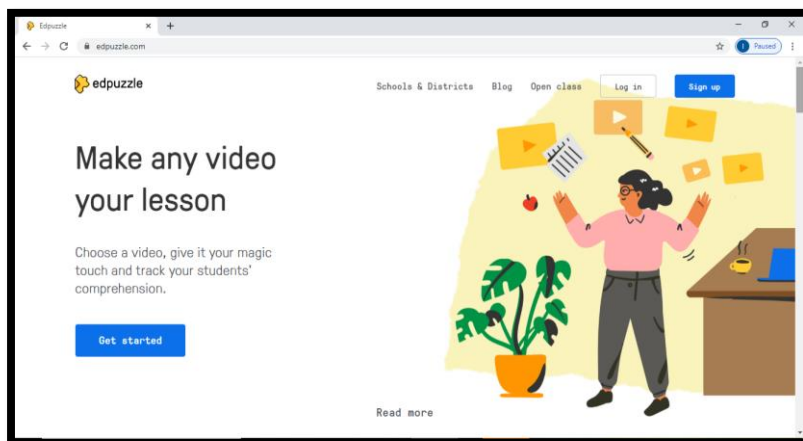 Edpuzzle
edpuzzle.com
Paused
edpuzzle
Schools & Districts Blog Open class Log in Sign up
Make any video
your lesson
Choose a video, give it your magic
touch and track your students'
comprehension.
Get started
Read more